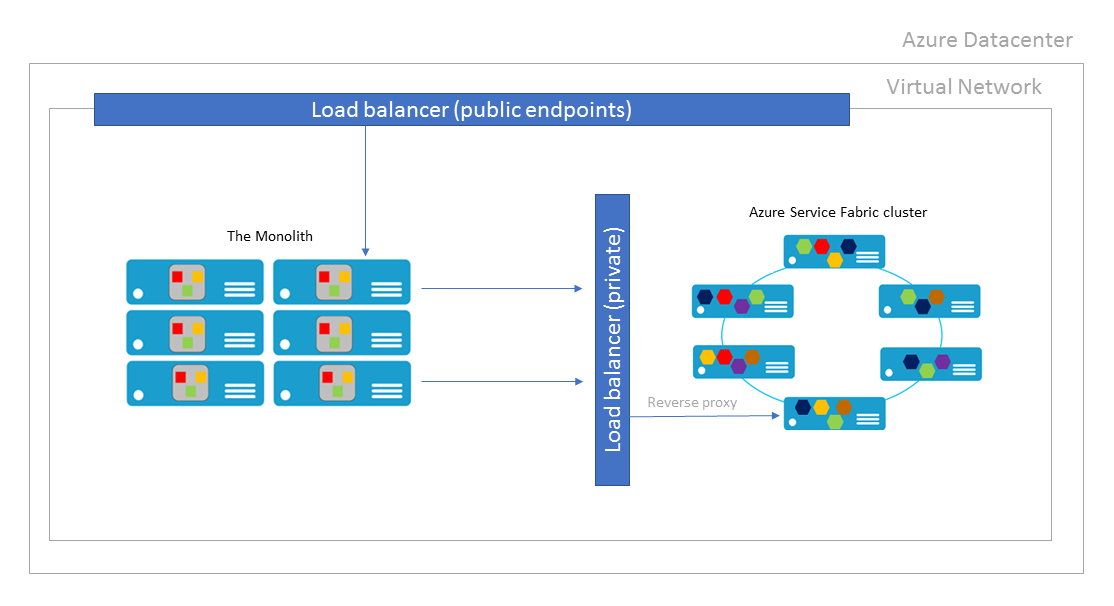 Azure Datacenter
Virtual Network
Load balancer (public endpoints)
Azure Service Fabric cluster
The Monolith
Load balancer (private)
Reverse proxy